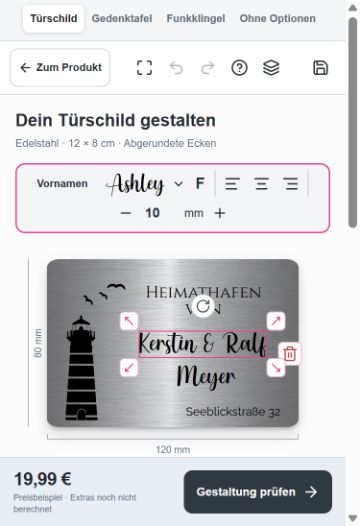 Türschild Gedenktafel Funkklingel Ohne Optionen
Zum Produkt
Dein Türschild gestalten
Edelstahl · 12 × 8 cm · Abgerundete Ecken
Vornamen Ashley F
10 mm
80 mm
HEIMATHAFEN
Kerstin & Ralf
Meyer
Seeblickstraße 32
120 mm
19,99 €
Preisbeispiel · Extras noch nicht
berechnet
Gestaltung prüfen